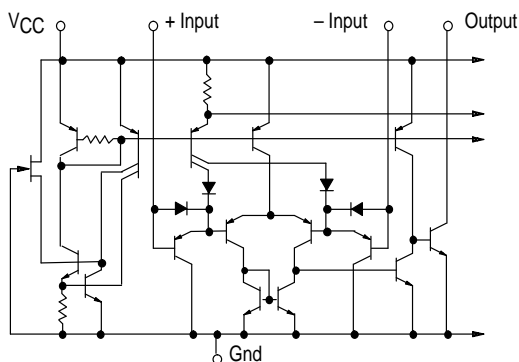 VCC
+ Input
– Input
Output
Gnd